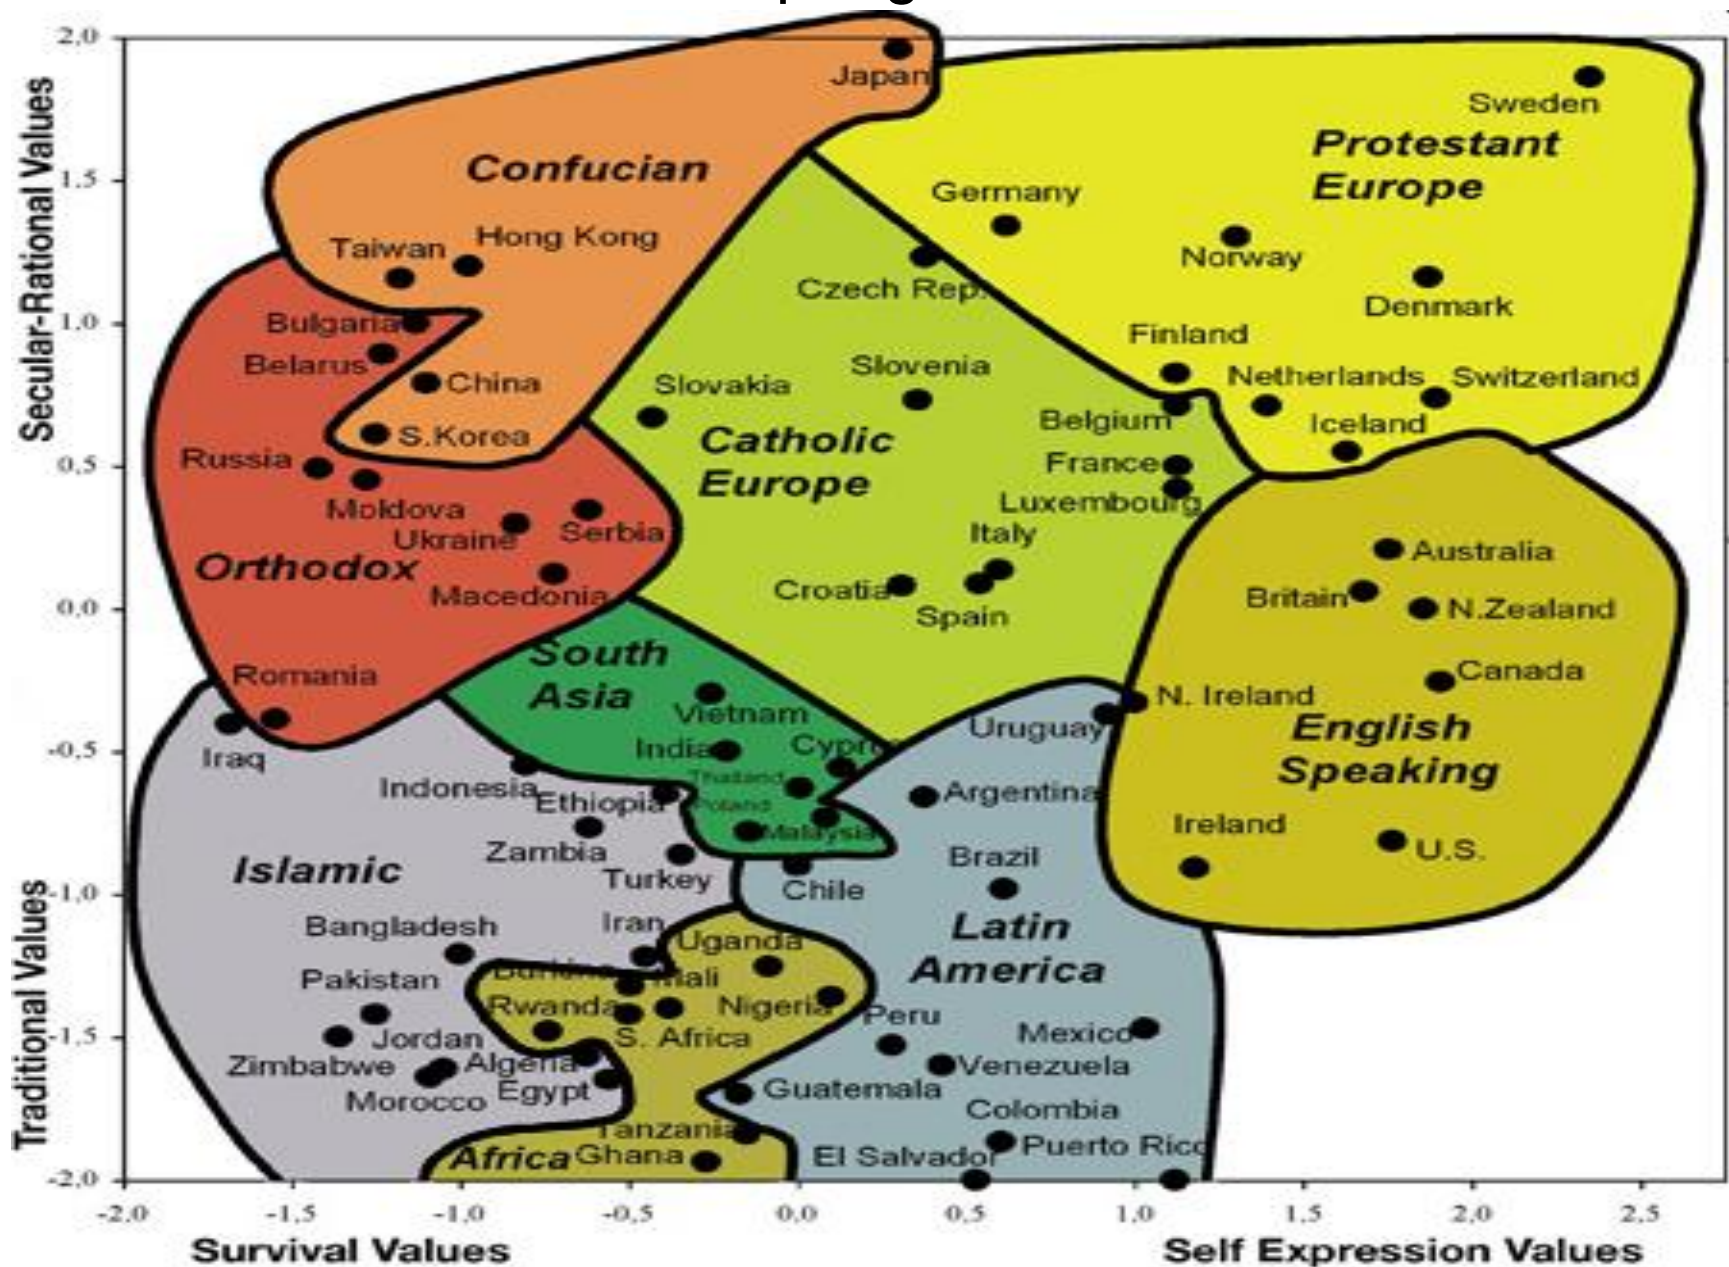 2,0
Japan
Sweden
Protestant
Europe
Confucian
1.5
Germany
Hong Kong
Taiwan
Norway
Czech Rep.
Denmark
1.0
Bulgaria
Finland
Belarus
China
Slovakia
Slovenia
Netherlands
Switzerland
Belgium
Iceland
S.Korea
Catholic
Europe
Russia
0.5
France
Moldova
Luxembourg
Ukraine
Serbia
Italy
Australia
Orthodox
Macedonia
Croatia
Spain
Britain
N.Zealand
0.0
South
Asia
Romania
Canada
N. Ireland
Vietnam
Uruguay
English
Speaking
-0.5
Iraq
India
Indonesia
Ethiopia
Thailand
Poland
Argentina
Malaysia
Ireland
U.S.
Zambia
Turkey
Brazil
Islamic
Chile
-1.0
Bangladesh
Iran
Uganda
Latin
America
Pakistan
Mali
Rwanda
Nigeria
Peru
S. Africa
Mexico
-1.5
Jordan
Zimbabwe
Algeria
Venezuela
Morocco
Egypt
Guatemala
Colombia
Tanzania
Puerto Rico
Africa
Ghana
El Salvador
-2.0
-2.0
-1,5
-1,0
-0,5
0,0
0,5
1,0
1,5
2,0
2,5
Survival Values
Self Expression Values
Secular-Rational Values
Traditional Values